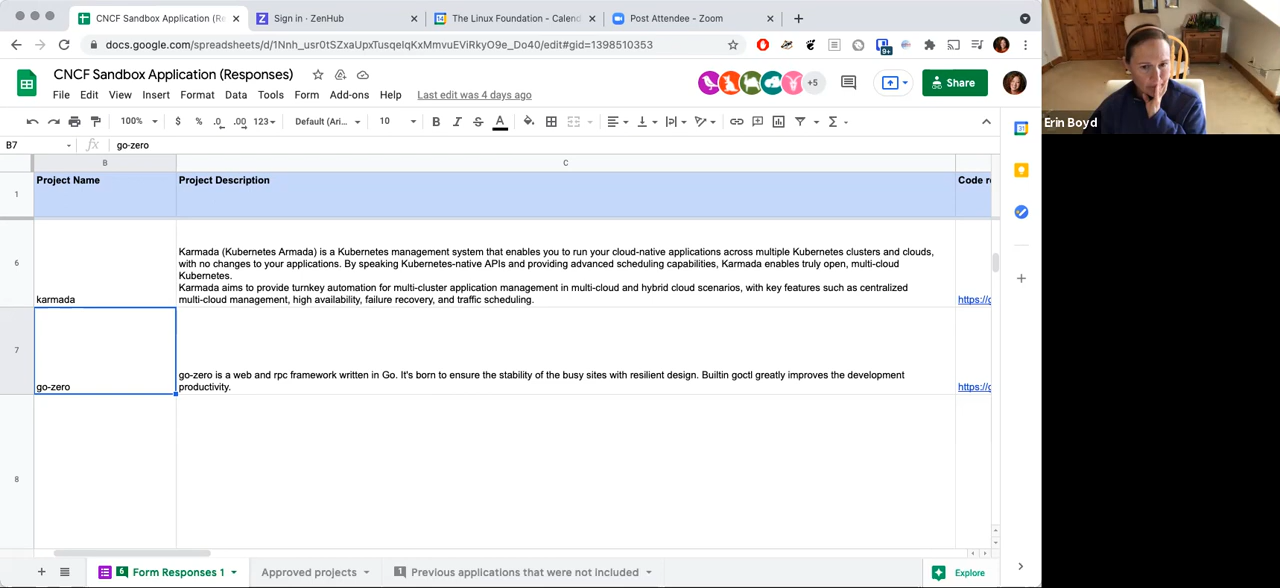 CNCF Sandbox Application (Re
Sign in · ZenHub
The Linux Foundation - Calend
Post Attendee - Zoom
docs.google.com/spreadsheets/d/1Nnh_usr0tSZxaUpxTusqelqKxMmvuEViRkyO9e_Do40/edit#gid=1398510353
9+
CNCF Sandbox Application (Responses)
+5
Share
File Edit View Insert Format Data Tools Form Add-ons Help Last edit was 4 days ago
100% $ % .0 .00 123 Default (Ari... 10 B I S A
B7 fx go-zero
B C
1 Project Name Project Description Code r
6 karmada
Karmada (Kubernetes Armada) is a Kubernetes management system that enables you to run your cloud-native applications across multiple Kubernetes clusters and clouds,
with no changes to your applications. By speaking Kubernetes-native APIs and providing advanced scheduling capabilities, Karmada enables truly open, multi-cloud
Kubernetes.
Karmada aims to provide turnkey automation for multi-cluster application management in multi-cloud and hybrid cloud scenarios, with key features such as centralized
multi-cloud management, high availability, failure recovery, and traffic scheduling.
https://g
7 go-zero
go-zero is a web and rpc framework written in Go. It's born to ensure the stability of the busy sites with resilient design. Builtin goctl greatly improves the development
productivity.
https://g
8
6 Form Responses 1
Approved projects
1 Previous applications that were not included
Explore
Erin Boyd